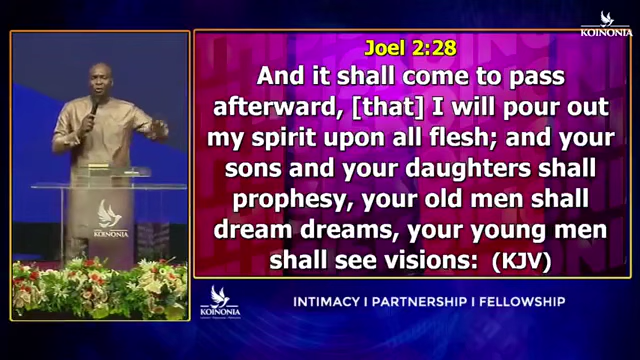 KOINONIA
Joel 2:28
And it shall come to pass
afterward, [that] I will pour out
my spirit upon all flesh; and your
sons and your daughters shall
prophesy, your old men shall
dream dreams, your young men
shall see visions: (KJV)
KOINONIA
KOINONIA
INTIMACY I PARTNERSHIP I FELLOWSHIP